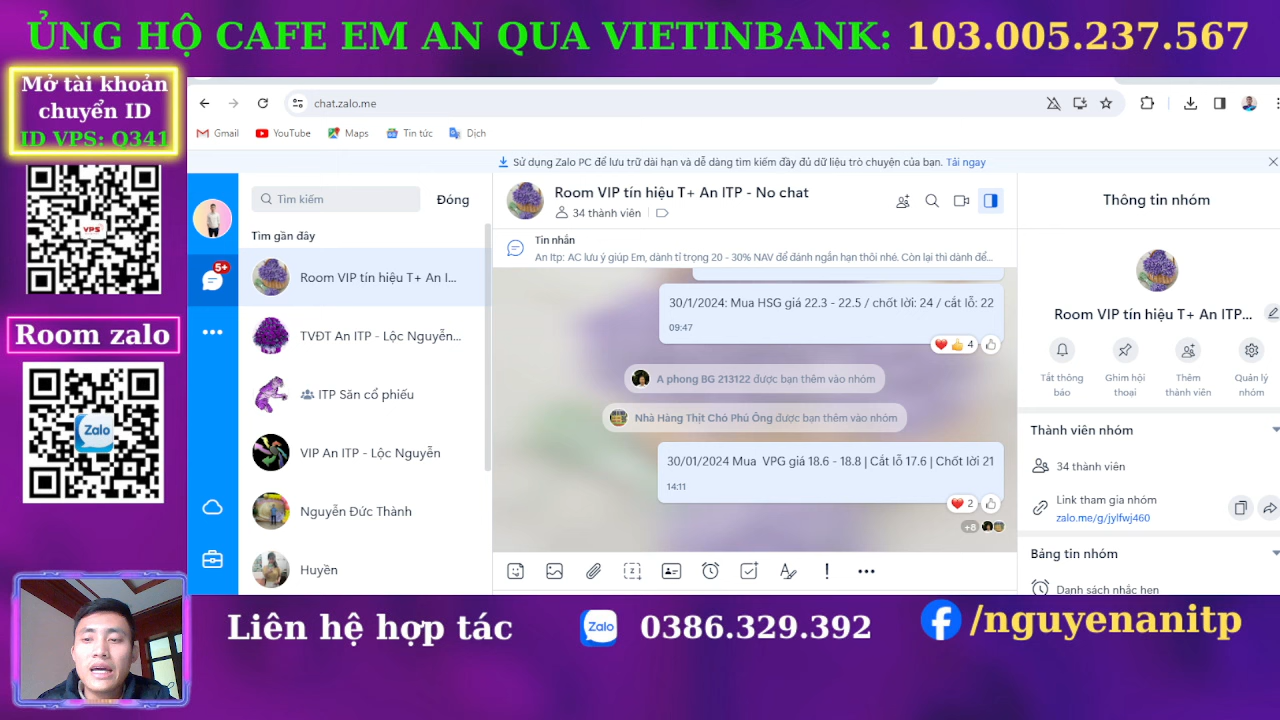 ỦNG HỘ CAFE EM AN QUA VIETINBANK: 103.005.237.567
Mở tài khoản
chuyển ID
ID VPS: Q341
VPS
Room zalo
Zalo
chat.zalo.me
Gmail
YouTube
Maps
Tin tức
Dịch
Sử dụng Zalo PC để lưu trữ dài hạn và dễ dàng tìm kiếm đầy đủ dữ liệu trò chuyện của bạn. Tải ngay
5+
Tìm kiếm
Đóng
Tìm gần đây
Room VIP tín hiệu T+ An I...
TVĐT An ITP - Lộc Nguyễn...
ITP Săn cổ phiếu
VIP An ITP - Lộc Nguyễn
Nguyễn Đức Thành
Huyền
Room VIP tín hiệu T+ An ITP - No chat
34 thành viên
Tin nhắn
An Itp: AC lưu ý giúp Em, dành tỉ trọng 20 - 30% NAV để đánh ngắn hạn thôi nhé. Còn lại thì dành để...
30/1/2024: Mua HSG giá 22.3 - 22.5 / chốt lời: 24 / cắt lỗ: 22
09:47
4
A phong BG 213122 được bạn thêm vào nhóm
Nhà Hàng Thịt Chó Phú Ông được bạn thêm vào nhóm
30/01/2024 Mua VPG giá 18.6 - 18.8 | Cắt lỗ 17.6 | Chốt lời 21
14:11
2
+8
Thông tin nhóm
Room VIP tín hiệu T+ An ITP...
Tắt thông báo
Ghim hội thoại
Thêm thành viên
Quản lý nhóm
Thành viên nhóm
34 thành viên
Link tham gia nhóm
zalo.me/g/jylfwj460
Bảng tin nhóm
Danh sách nhắc hẹn
Liên hệ hợp tác
Zalo
0386.329.392
/nguyenanitp